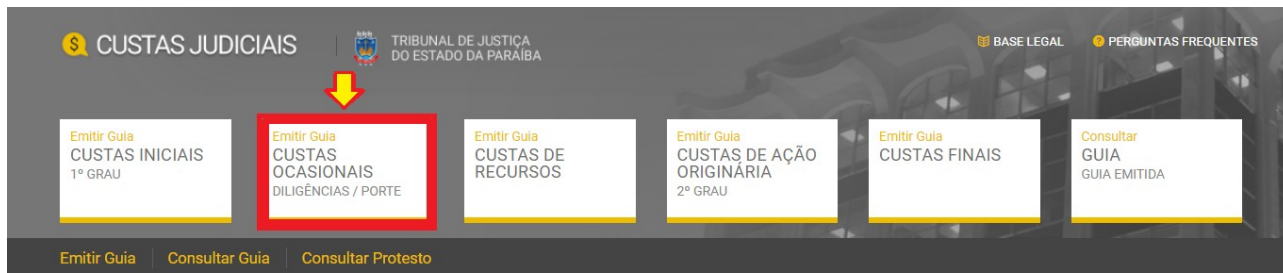 CUSTAS JUDICIAIS
TRIBUNAL DE JUSTIÇA
DO ESTADO DA PARAÍBA
BASE LEGAL
PERGUNTAS FREQUENTES
Emitir Guia
CUSTAS INICIAIS
1º GRAU
Emitir Guia
CUSTAS
OCASIONAIS
DILIGÊNCIAS / PORTE
Emitir Guia
CUSTAS DE
RECURSOS
Emitir Guia
CUSTAS DE AÇÃO
ORIGINÁRIA
2º GRAU
Emitir Guia
CUSTAS FINAIS
Consultar
GUIA
GUIA EMITIDA
Emitir Guia
Consultar Guia
Consultar Protesto